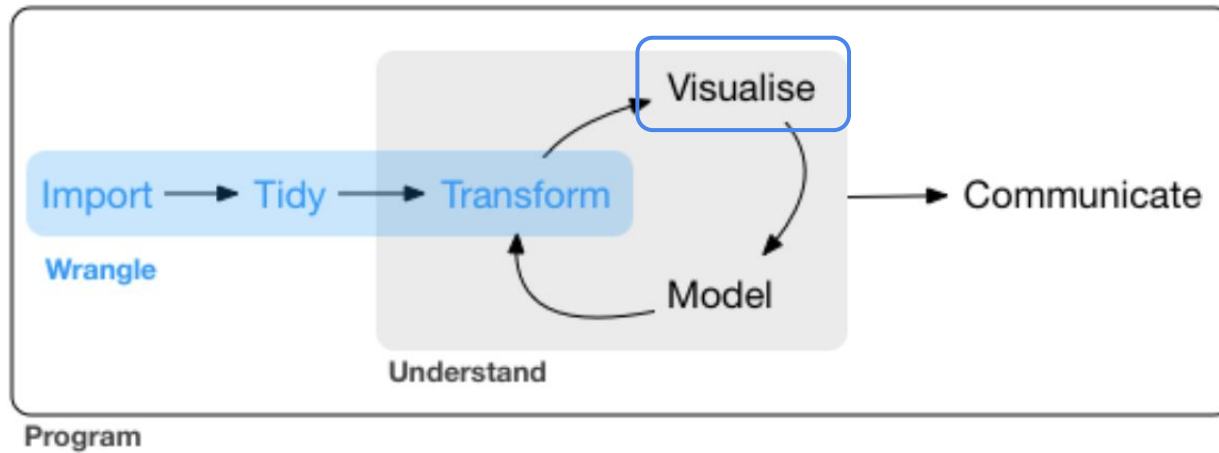 Visualise
Import Tidy Transform
Communicate
Wrangle
Model
Understand
Program